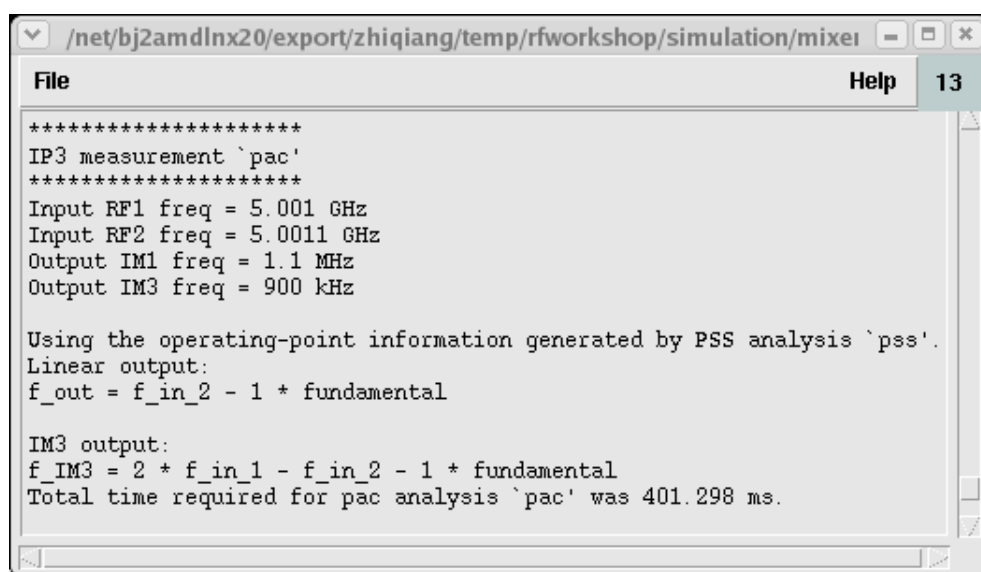 /net/bj2amdlnx20/export/zhiqiang/temp/rfworkshop/simulation/mixer
File Help 13
*********************
IP3 measurement `pac'
*********************
Input RF1 freq = 5.001 GHz
Input RF2 freq = 5.0011 GHz
Output IM1 freq = 1.1 MHz
Output IM3 freq = 900 kHz
Using the operating-point information generated by PSS analysis `pss'.
Linear output:
f_out = f_in_2 - 1 * fundamental
IM3 output:
f_IM3 = 2 * f_in_1 - f_in_2 - 1 * fundamental
Total time required for pac analysis `pac' was 401.298 ms.